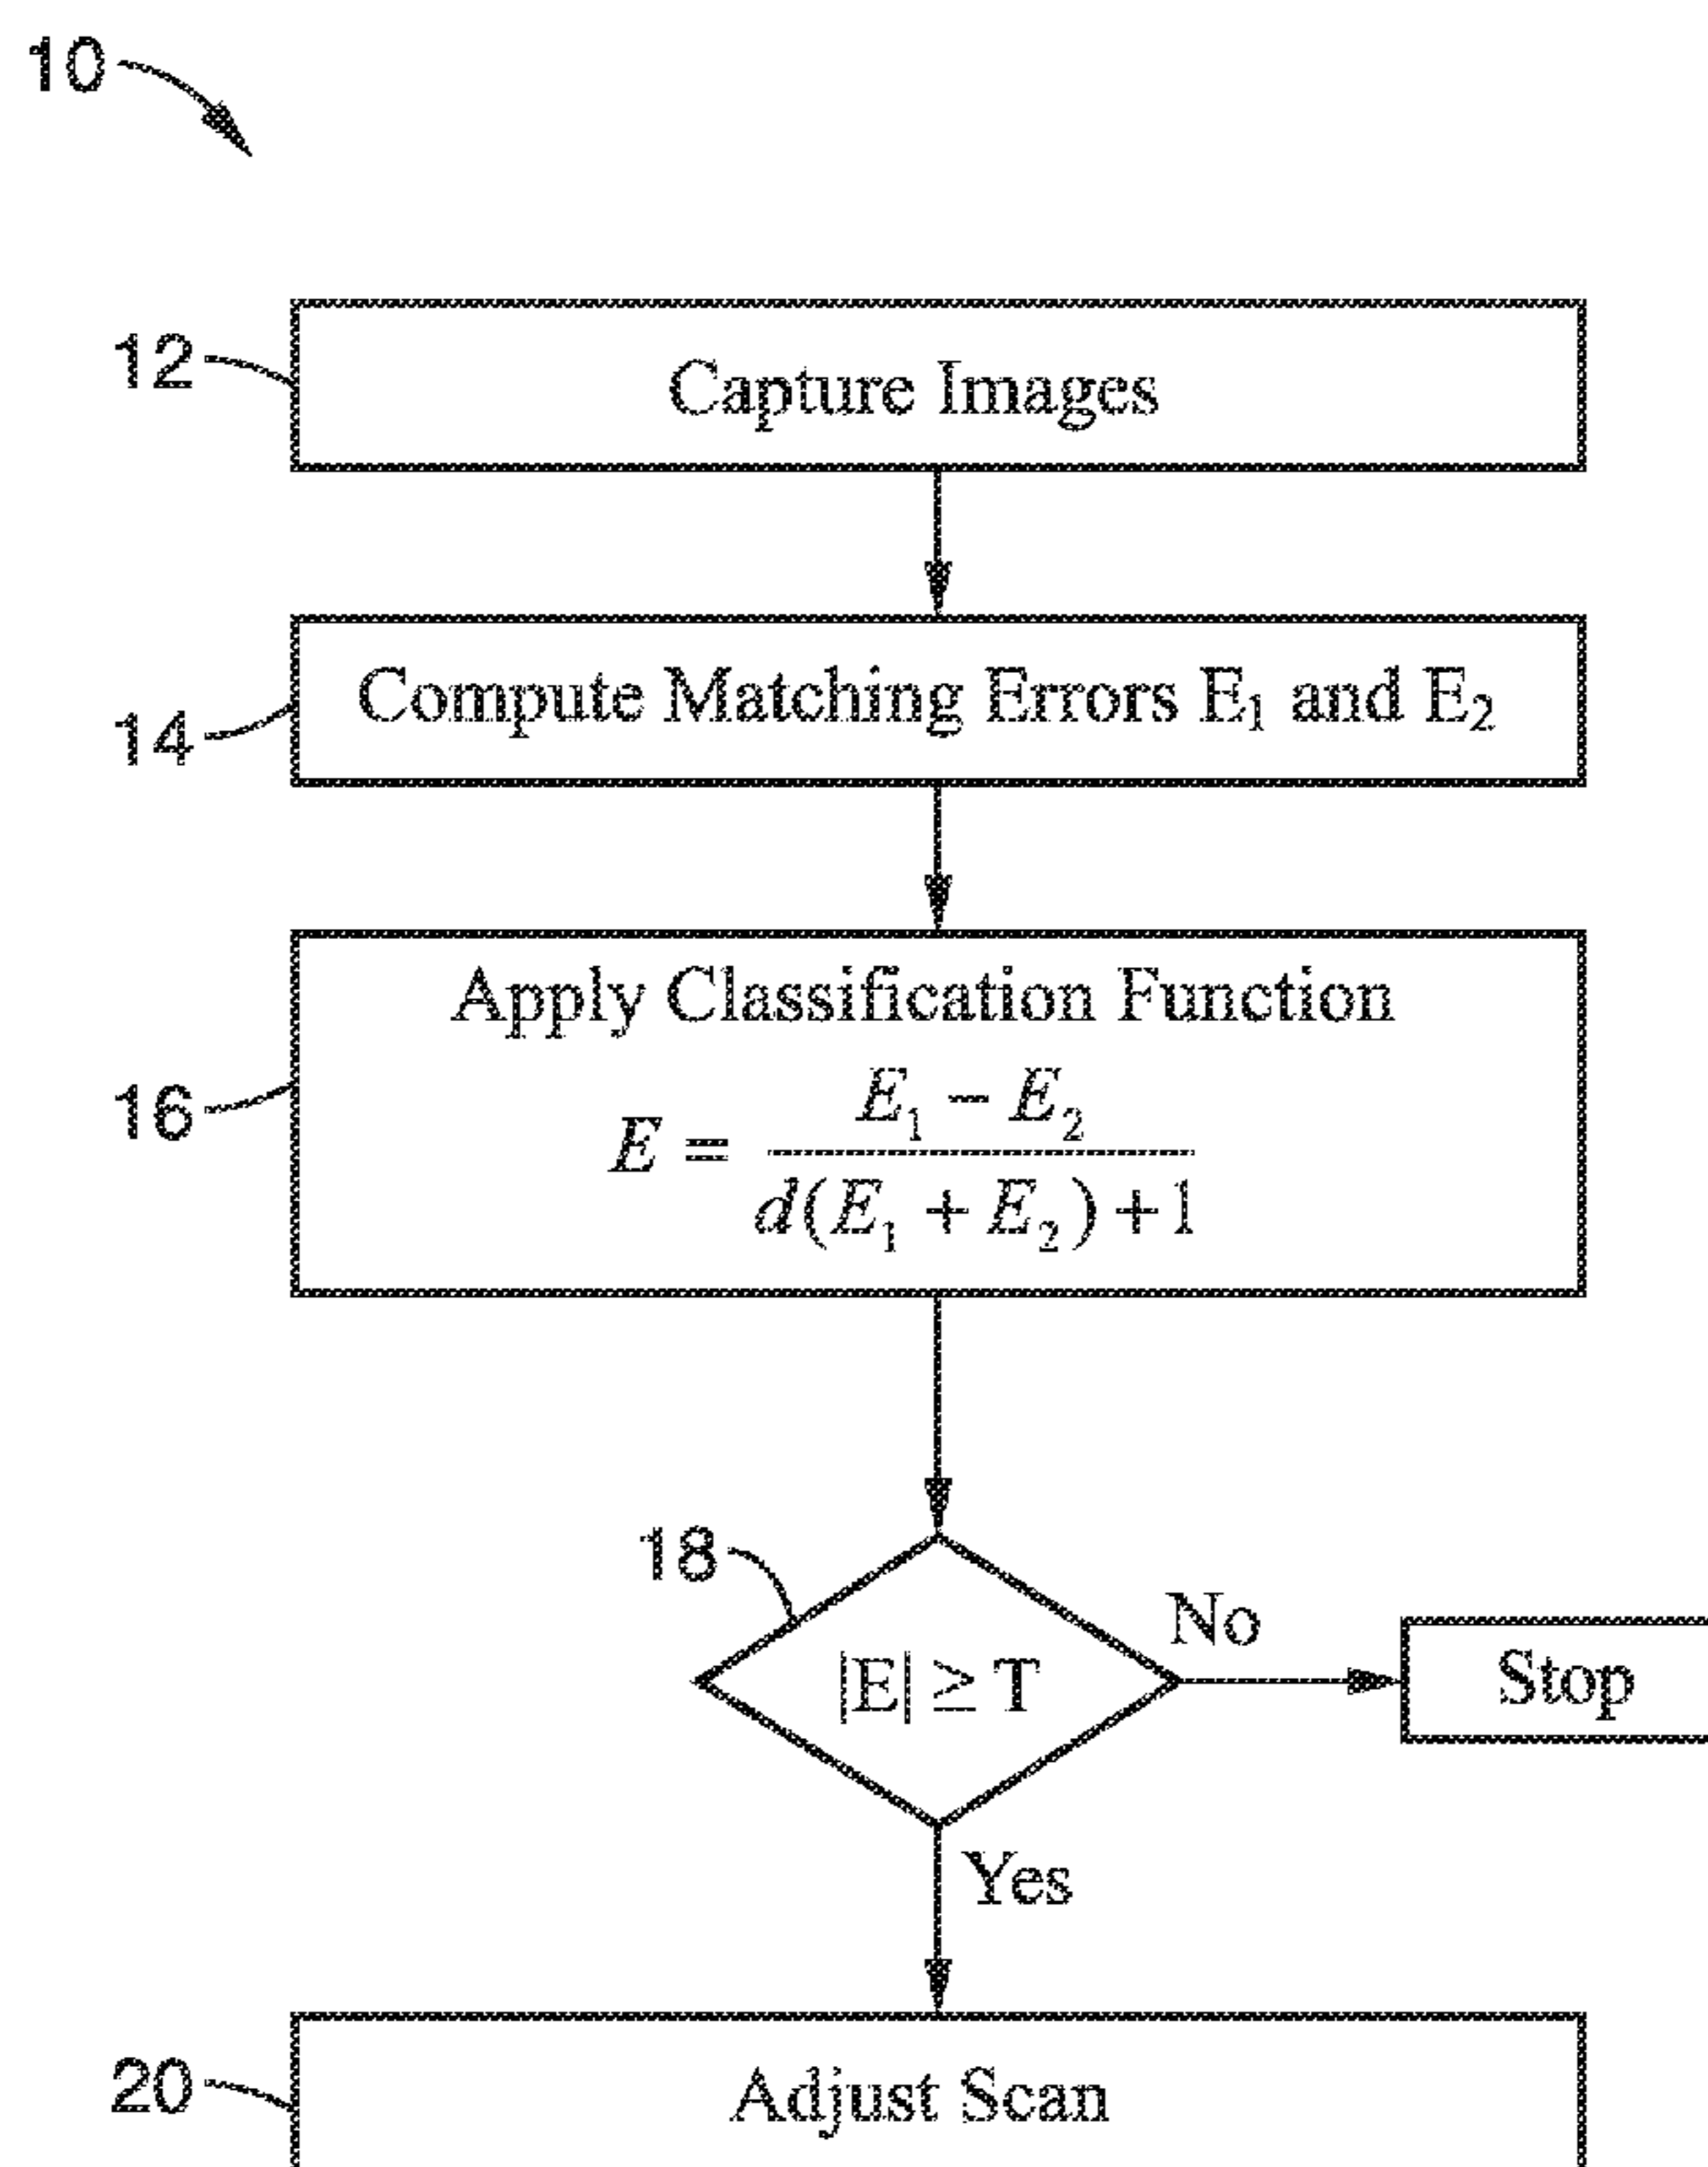 10
12
Capture Images
14
Compute Matching Errors E₁ and E₂
16
Apply Classification Function
E = (E₁ − E₂) / (d(E₁ + E₂) + 1)
18
|E| ≥ T
No
Stop
Yes
20
Adjust Scan